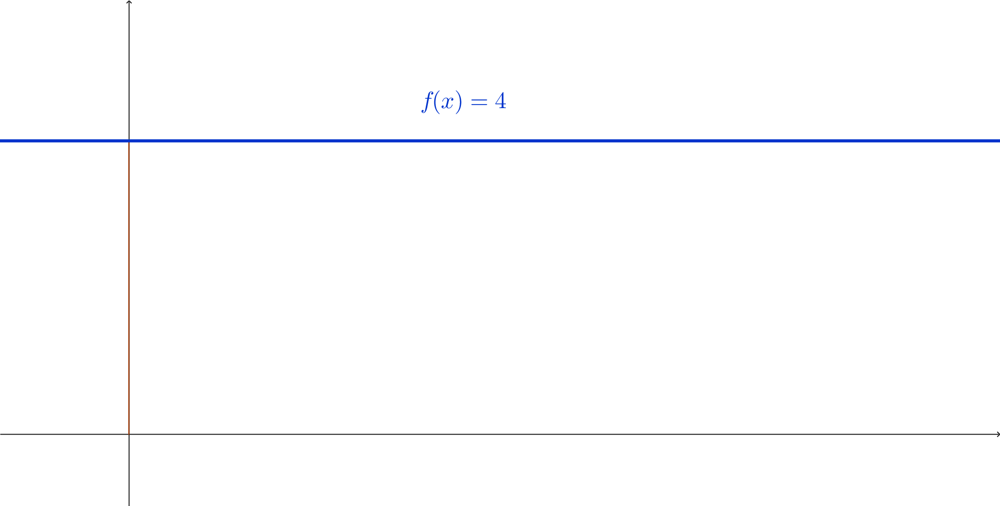 f(x) = 4